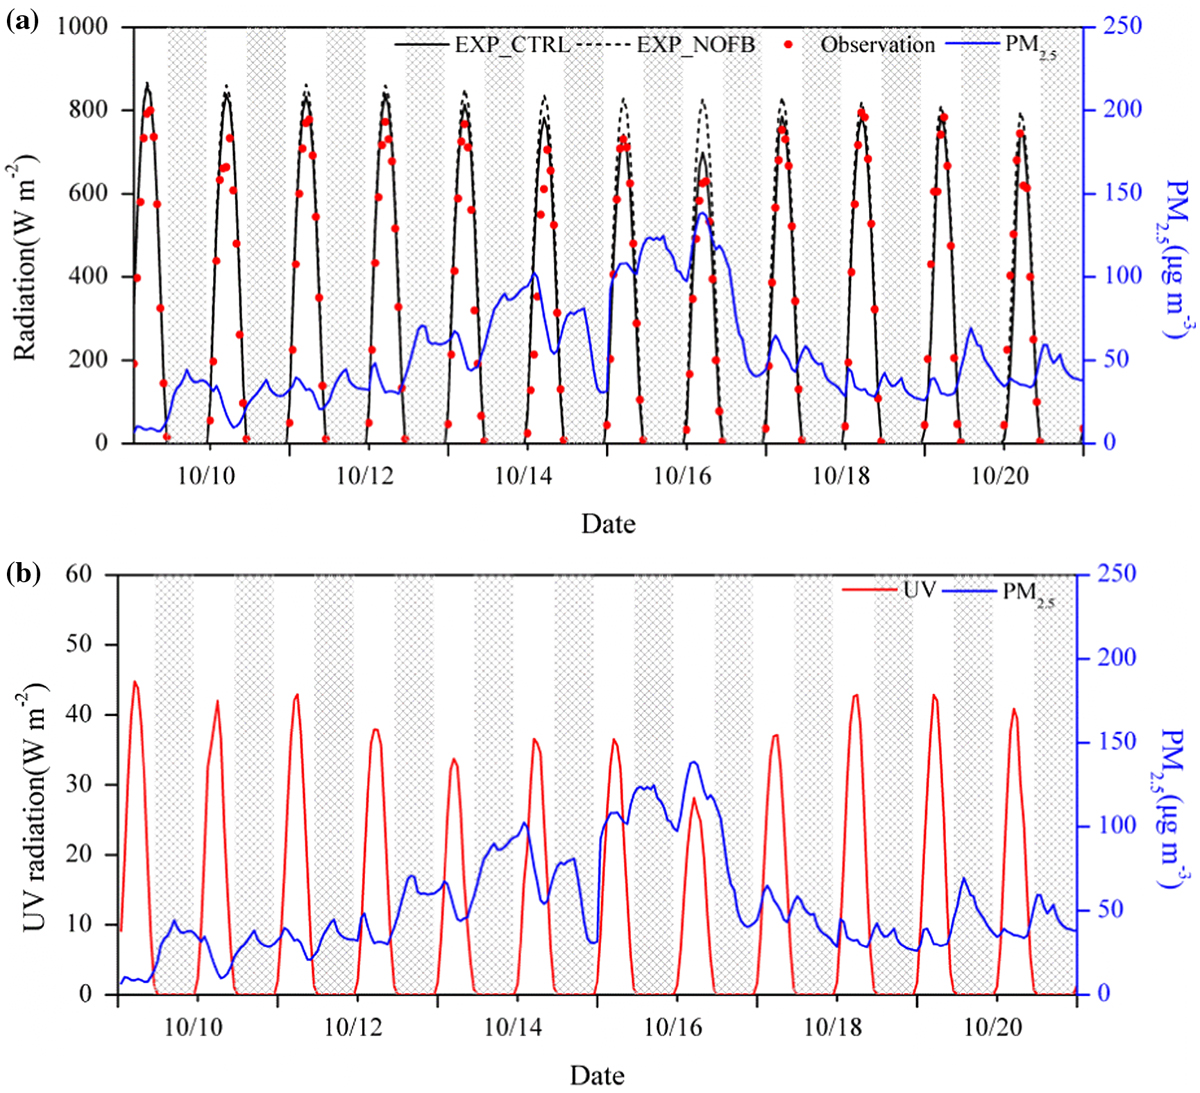 (a)
EXP_CTRL EXP_NOFB Observation PM2.5
1000
800
600
400
200
0
Radiation(W m-2)
250
200
150
100
50
0
PM2.5(μg m-3)
10/10 10/12 10/14 10/16 10/18 10/20
Date
(b)
UV PM2.5
60
50
40
30
20
10
0
UV radiation(W m-2)
250
200
150
100
50
0
PM2.5(μg m-3)
10/10 10/12 10/14 10/16 10/18 10/20
Date